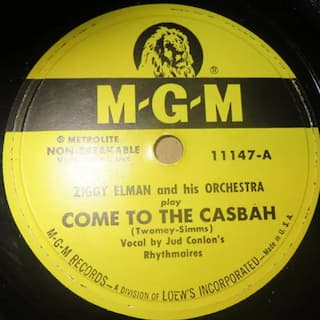 ®
M-G-M
® METROLITE
NON-BREAKABLE
11147-A
ZIGGY ELMAN and his ORCHESTRA
play
COME TO THE CASBAH
(Twomey-Simms)
Vocal by Jud Conlon's
Rhythmaires
M-G-M RECORDS—A DIVISION OF LOEW'S INCORPORATED—Made in U.S.A.